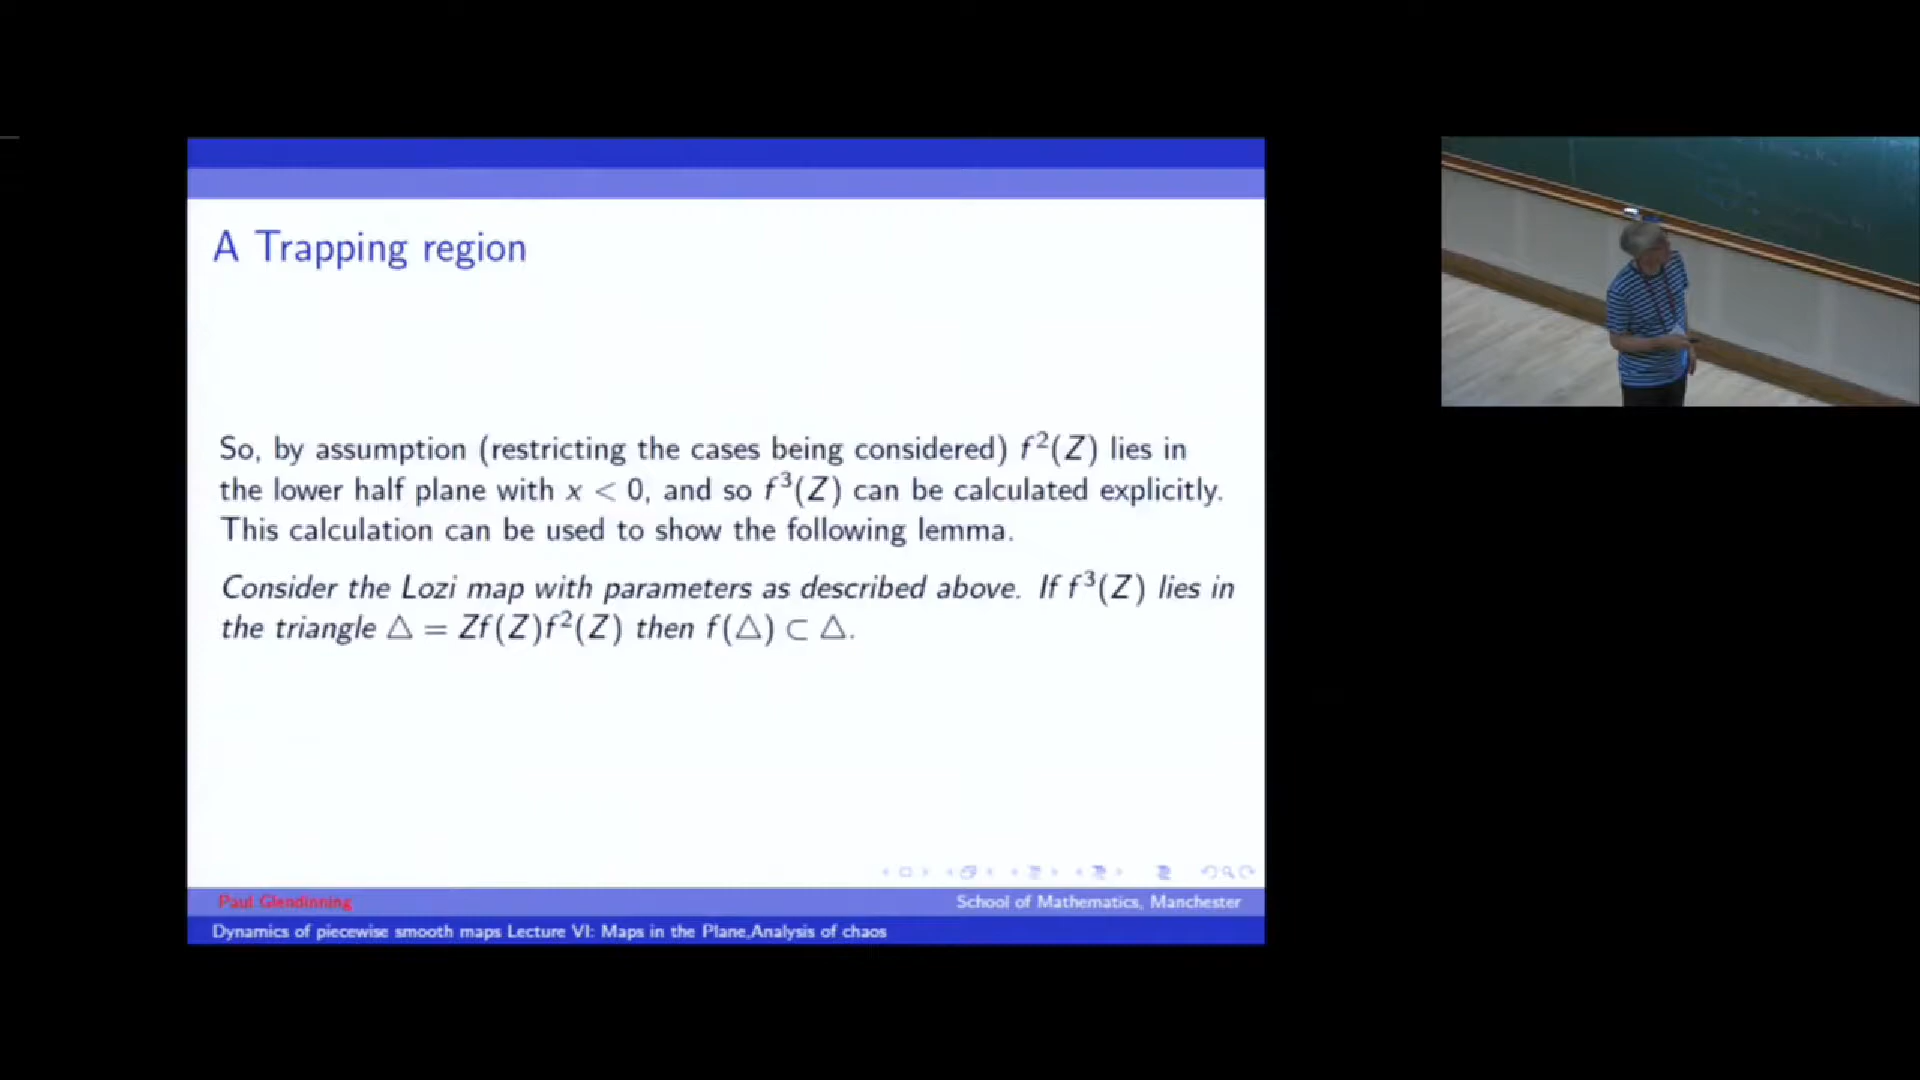 A Trapping region
So, by assumption (restricting the cases being considered) f²(Z) lies in
the lower half plane with x < 0, and so f³(Z) can be calculated explicitly.
This calculation can be used to show the following lemma.
Consider the Lozi map with parameters as described above. If f³(Z) lies in
the triangle △ = Zf(Z)f²(Z) then f(△) ⊂ △.
Paul Glendinning
School of Mathematics, Manchester
Dynamics of piecewise smooth maps Lecture VI: Maps in the Plane,Analysis of chaos